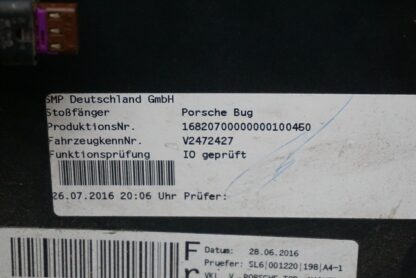 SMP Deutschland GmbH
Stoßfänger Porsche Bug
ProduktionsNr. 16820700000000100450
FahrzeugkennNr. V2472427
Funktionsprüfung IO geprüft
26.07.2016 20:06 Uhr Prüfer:
F Datum: 28.06.2016
r Pruefer: SL6|001220|198|A4-1